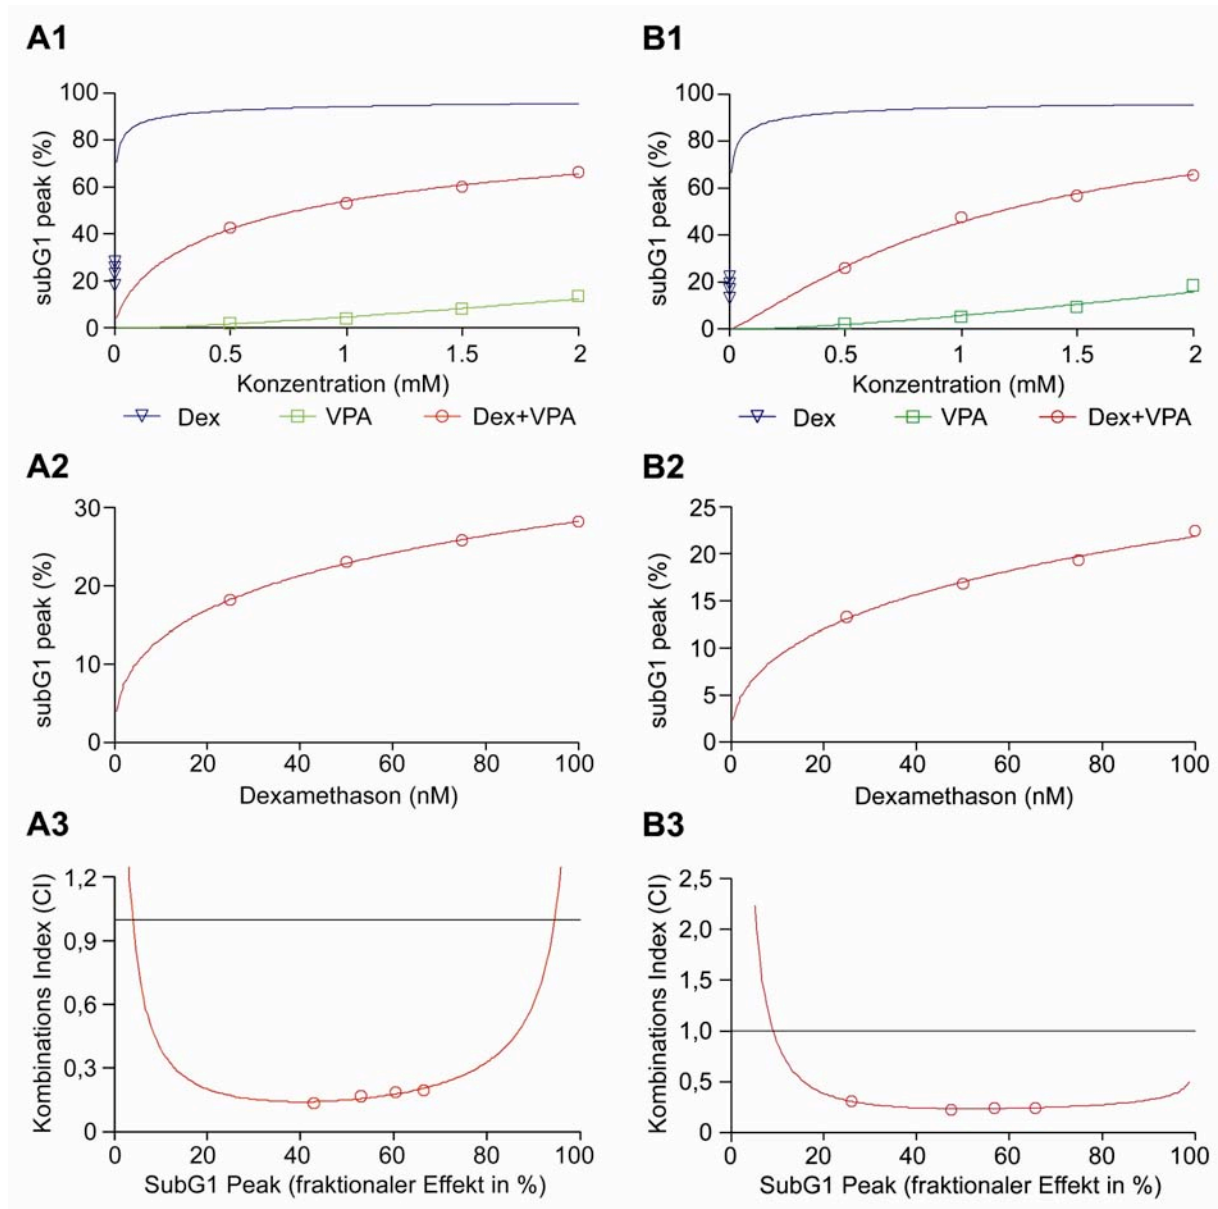 A1
B1
subG1 peak (%)
100
80
60
40
20
0
0 0.5 1 1.5 2
Konzentration (mM)
Dex VPA Dex+VPA
subG1 peak (%)
100
80
60
40
20
0
0 0.5 1 1.5 2
Konzentration (mM)
Dex VPA Dex+VPA
A2
B2
subG1 peak (%)
30
20
10
0
0 20 40 60 80 100
Dexamethason (nM)
subG1 peak (%)
25
20
15
10
5
0
0 20 40 60 80 100
Dexamethason (nM)
A3
B3
Kombinations Index (CI)
1,2
0,9
0,6
0,3
0
0 20 40 60 80 100
SubG1 Peak (fraktionaler Effekt in %)
Kombinations Index (CI)
2,5
2,0
1,5
1,0
0,5
0
0 20 40 60 80 100
SubG1 Peak (fraktionaler Effekt in %)